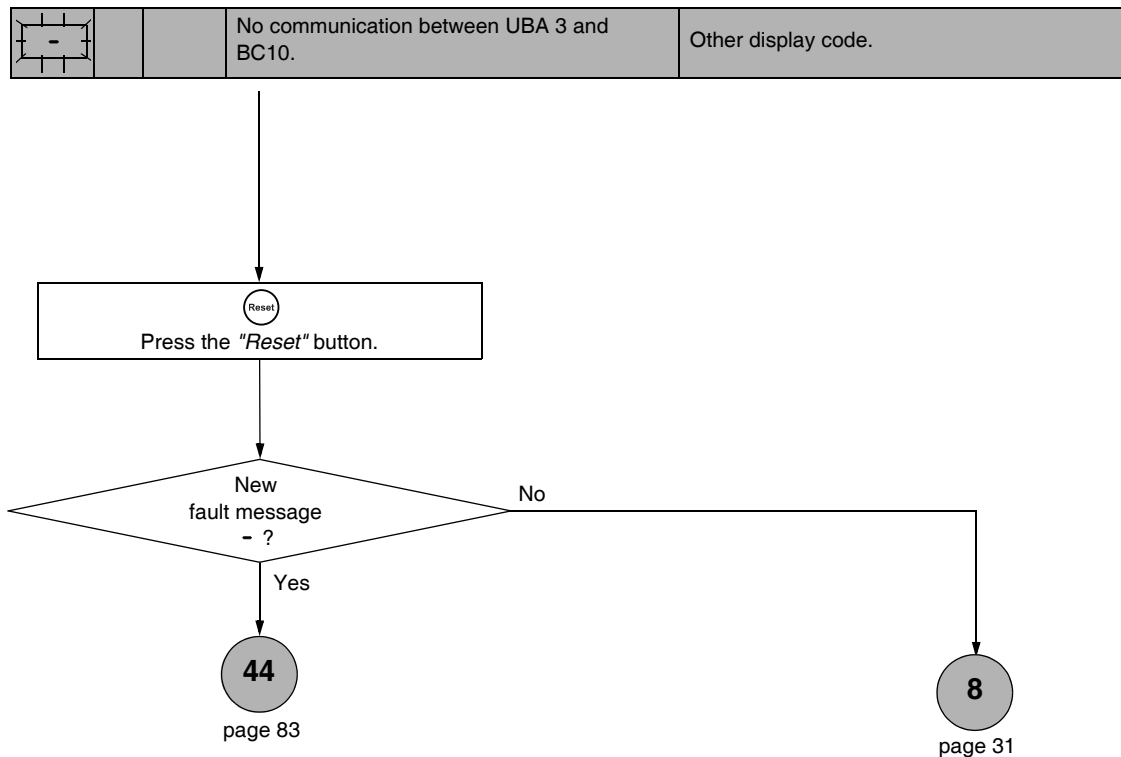 -
No communication between UBA 3 and
BC10.
Other display code.
Reset
Press the "Reset" button.
New
fault message
- ?
No
Yes
44
page 83
8
page 31